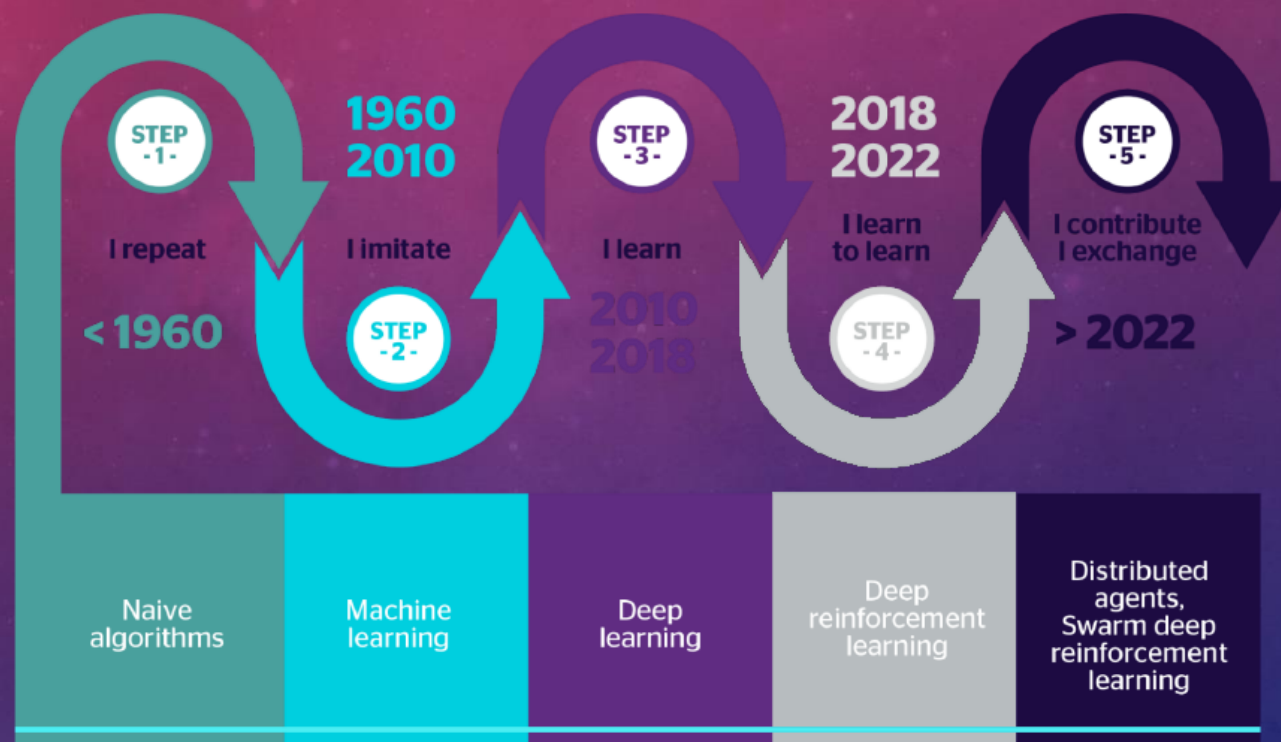 STEP
- 1 -
I repeat
< 1960
1960
2010
I imitate
STEP
- 2 -
STEP
- 3 -
I learn
2010
2018
2018
2022
I learn
to learn
STEP
- 4 -
STEP
- 5 -
I contribute
I exchange
> 2022
Naive
algorithms
Machine
learning
Deep
learning
Deep
reinforcement
learning
Distributed
agents,
Swarm deep
reinforcement
learning